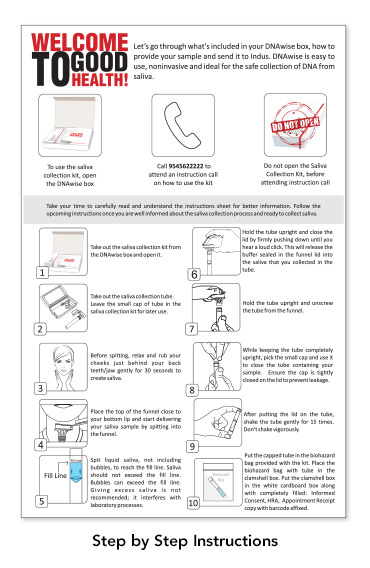 WELCOME
TO GOOD
HEALTH!
Let's go through what's included in your DNAwise box, how to
provide your sample and send it to Indus. DNAwise is easy to
use, noninvasive and ideal for the safe collection of DNA from
saliva.
DO NOT OPEN
To use the saliva
collection kit, open
the DNAwise box
Call 9545622222 to
attend an instruction call
on how to use the kit
Do not open the Saliva
Collection Kit, before
attending instruction call
Take your time to carefully read and understand the instructions sheet for better information. Follow the
upcoming instructions once you are well informed about the saliva collection process and ready to collect saliva.
1
Take out the saliva collection kit from
the DNAwise box and open it.
2
Take out the saliva collection tube.
Leave the small cap of tube in the
saliva collection kit for later use.
3
Before spitting, relax and rub your
cheeks just behind your back
teeth/jaw gently for 30 seconds to
create saliva.
4
Place the top of the funnel close to
your bottom lip and start delivering
your saliva sample by spitting into
the funnel.
5
Fill Line
Spit liquid saliva, not including
bubbles, to reach the fill line. Saliva
should not exceed the fill line.
Bubbles can exceed the fill line.
Giving excess saliva is not
recommended; it interferes with
laboratory processes.
6
Hold the tube upright and close the
lid by firmly pushing down until you
hear a loud click. This will release the
buffer sealed in the funnel lid into
the saliva that you collected in the
tube.
7
Hold the tube upright and unscrew
the tube from the funnel.
8
While keeping the tube completely
upright, pick the small cap and use it
to close the tube containing your
sample. Ensure the cap is tightly
closed on the lid to prevent leakage.
9
After putting the lid on the tube,
shake the tube gently for 15 times.
Don't shake vigorously.
10
Biohazard
Bag
Put the capped tube in the biohazard
bag provided with the kit. Place the
biohazard bag with tube in the
clamshell box. Put the clamshell box
in the white cardboard box along
with completely filled: Informed
Consent, HRA, Appointment Receipt
copy with barcode affixed.
Step by Step Instructions